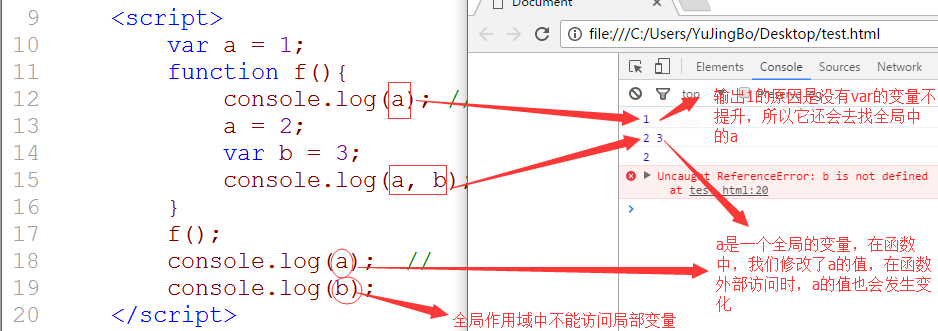 9 <script>
10 var a = 1;
11 function f(){
12 console.log(a); //
13 a = 2;
14 var b = 3;
15 console.log(a, b);
16 }
17 f();
18 console.log(a); //
19 console.log(b);
20 </script>
全局作用域中不能访问局部变量
Document
file:///C:/Users/YuJingBo/Desktop/test.html
Elements Console Sources Network
top
输出1的原因是没有var的变量不
提升，所以它还会去找全局中
的a
1
2 3
2
Uncaught ReferenceError: b is not defined
at test.html:20
a是一个全局的变量，在函数
中，我们修改了a的值，在函数
外部访问时，a的值也会发生变
化